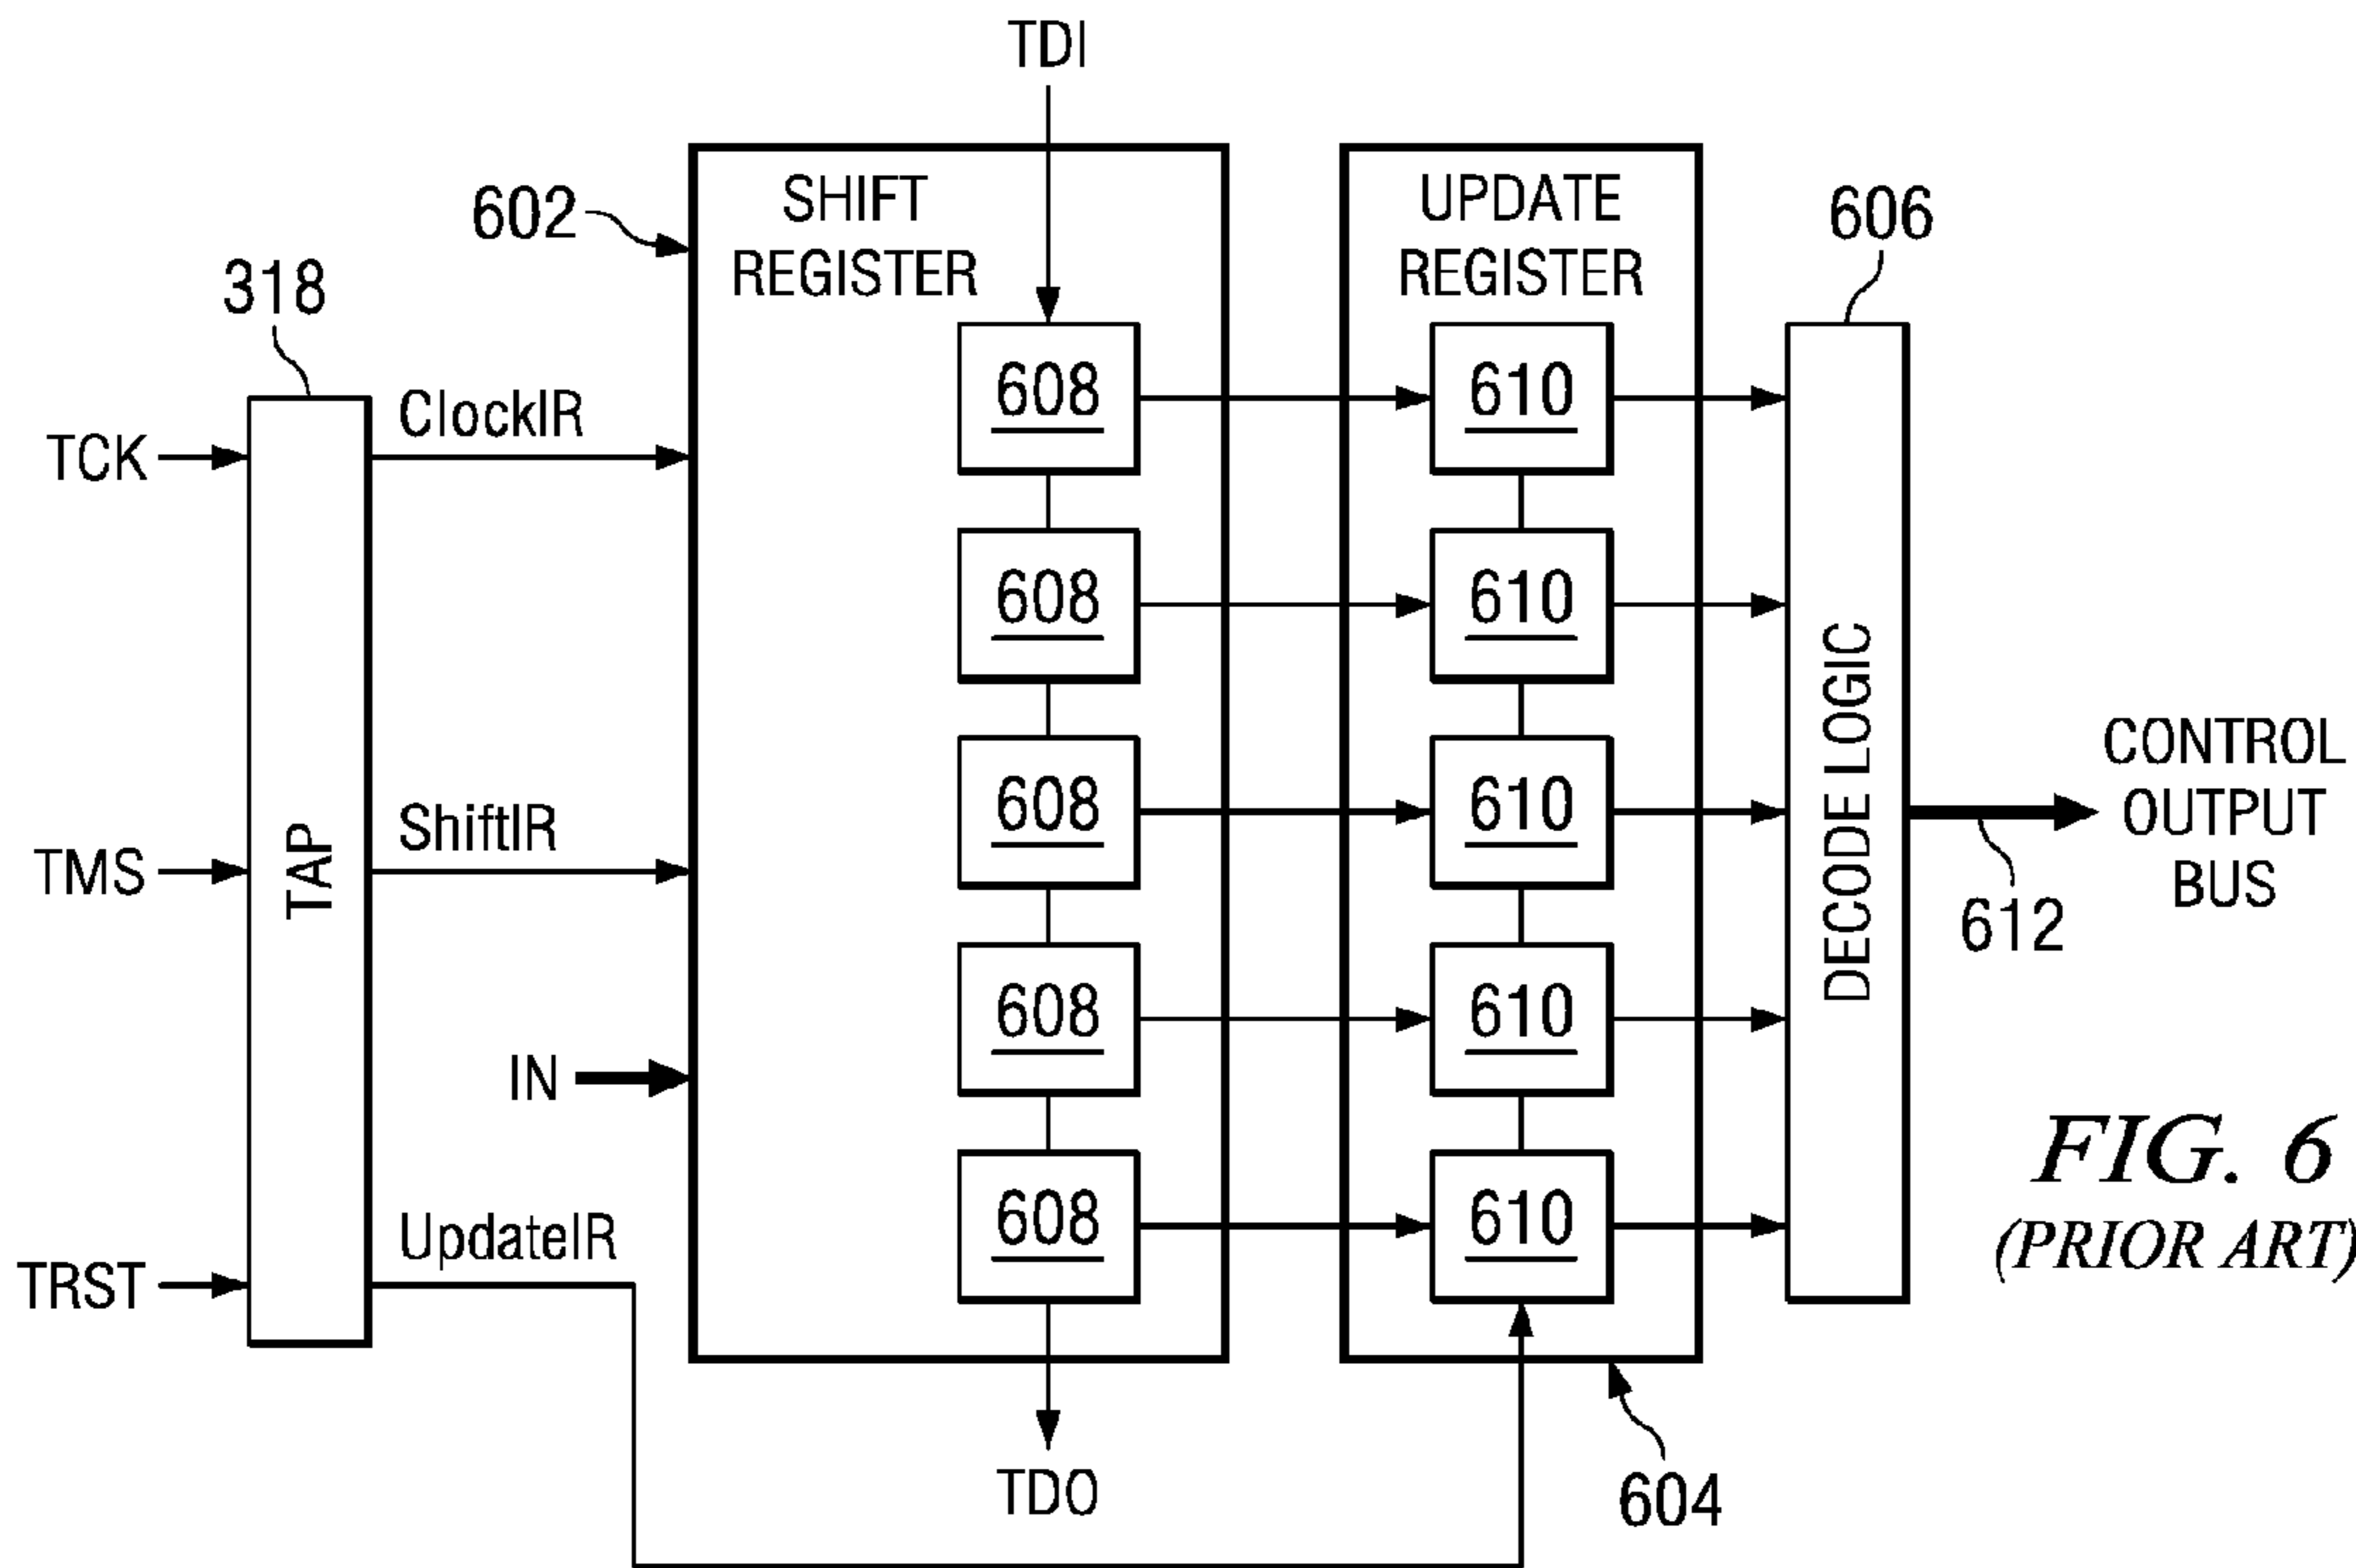 TDI
602
SHIFT
REGISTER
UPDATE
REGISTER
606
318
608
610
TCK
ClockIR
608
610
608
610
DECODE LOGIC
CONTROL
OUTPUT
BUS
TAP
TMS
ShiftIR
612
608
610
IN
608
610
TRST
UpdateIR
FIG. 6
(PRIOR ART)
TDO
604